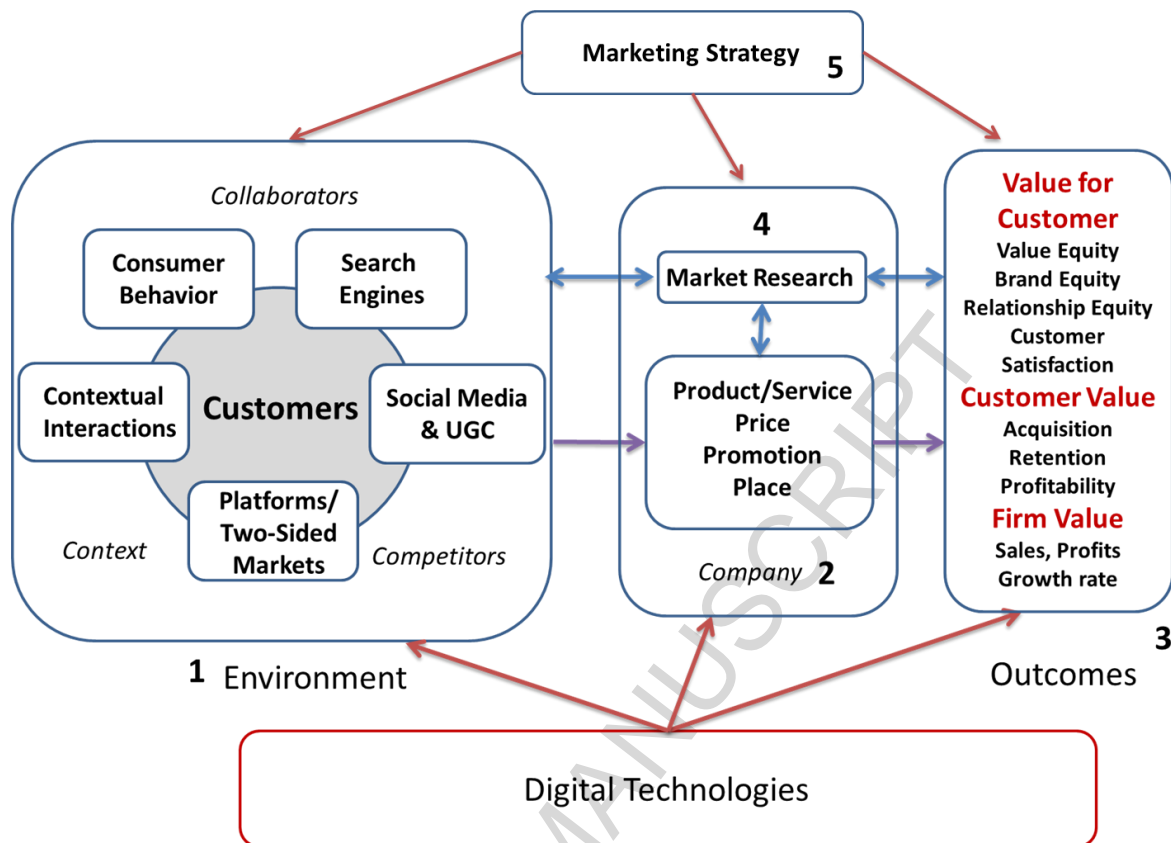 Marketing Strategy 5
Collaborators
Consumer
Behavior
Search
Engines
Contextual
Interactions
Customers
Social Media
& UGC
Platforms/
Two-Sided
Markets
Context
Competitors
1 Environment
4
Market Research
Product/Service
Price
Promotion
Place
Company 2
Value for
Customer
Value Equity
Brand Equity
Relationship Equity
Customer
Satisfaction
Customer Value
Acquisition
Retention
Profitability
Firm Value
Sales, Profits
Growth rate
3
Outcomes
Digital Technologies
MANUSCRIPT